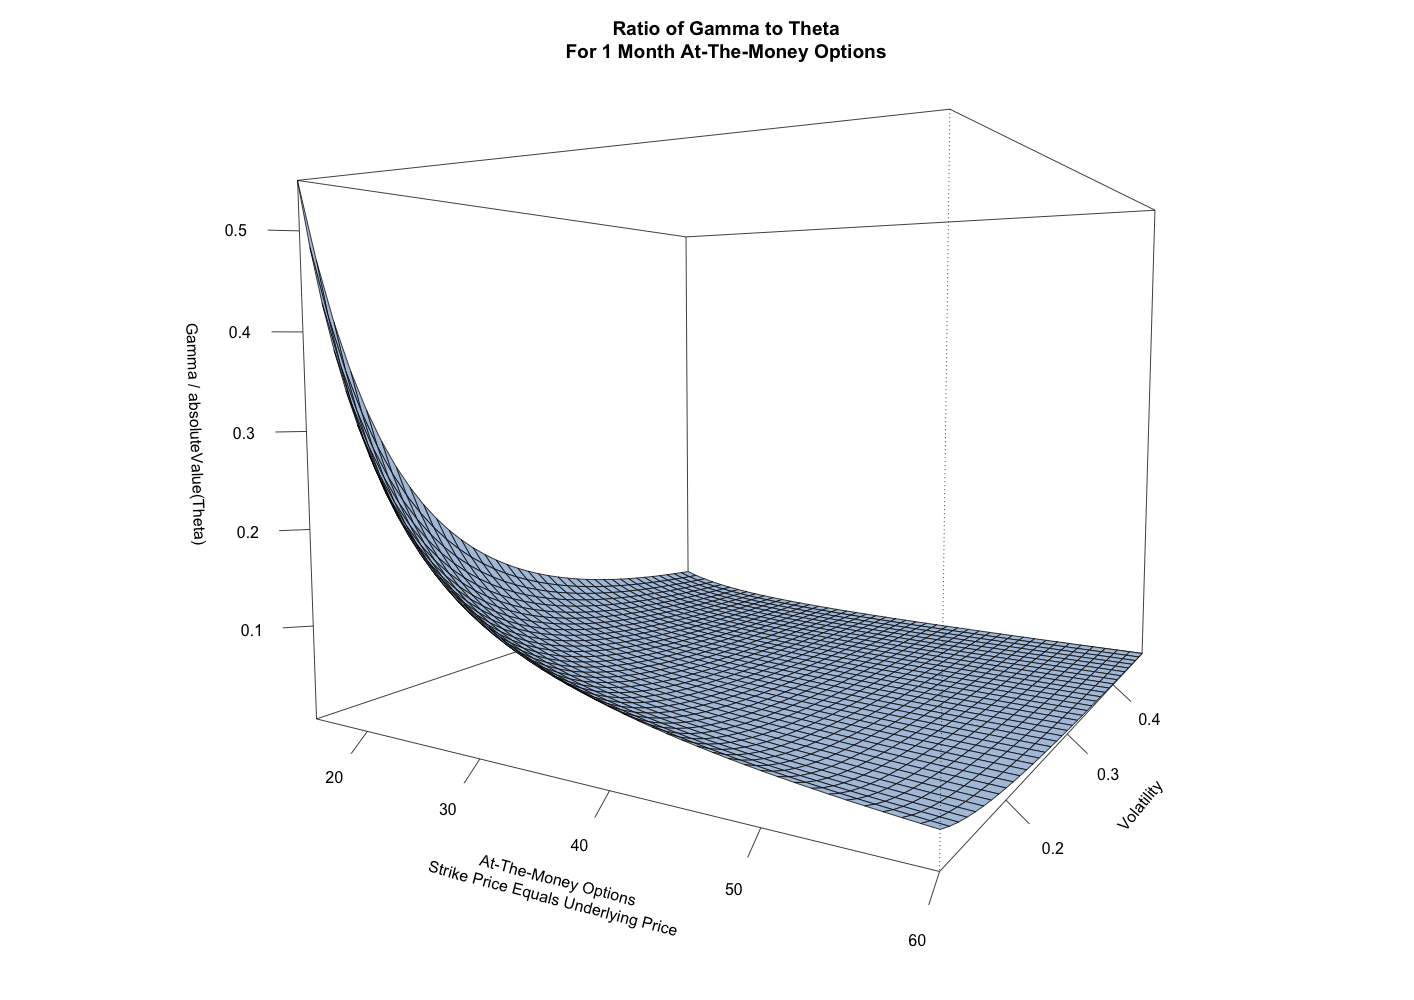 Ratio of Gamma to Theta
For 1 Month At-The-Money Options
0.5
0.4
0.3
0.2
0.1
Gamma / absoluteValue(Theta)
20
30
40
50
60
At-The-Money Options
Strike Price Equals Underlying Price
0.2
0.3
0.4
Volatility